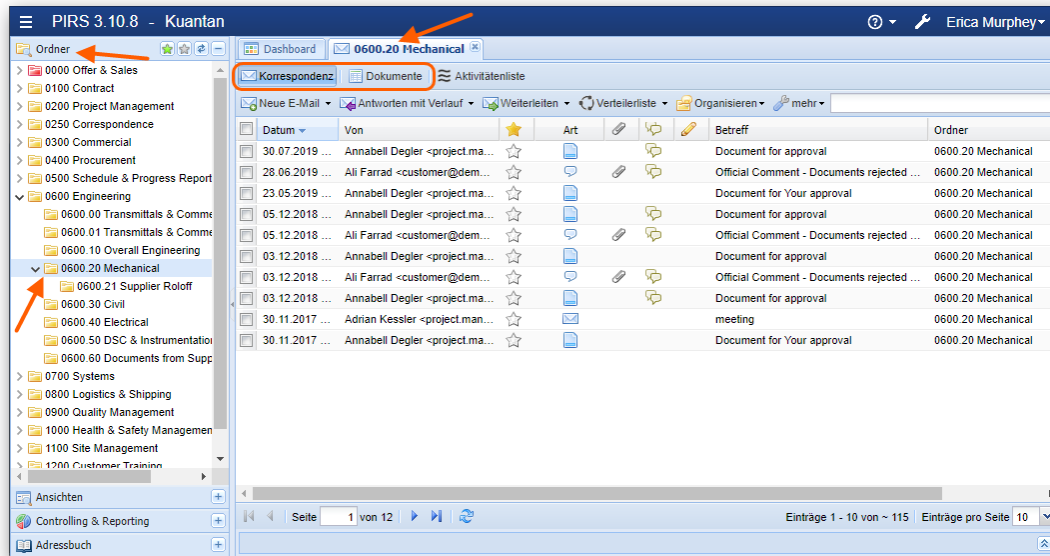 PIRS 3.10.8 - Kuantan
Erica Murphey
Ordner
0000 Offer & Sales
0100 Contract
0200 Project Management
0250 Correspondence
0300 Commercial
0400 Procurement
0500 Schedule & Progress Report
0600 Engineering
0600.00 Transmittals & Comme
0600.01 Transmittals & Comme
0600.10 Overall Engineering
0600.20 Mechanical
0600.21 Supplier Roloff
0600.30 Civil
0600.40 Electrical
0600.50 DSC & Instrumentation
0600.60 Documents from Supp
0700 Systems
0800 Logistics & Shipping
0900 Quality Management
1000 Health & Safety Managemen
1100 Site Management
1200 Customer Training
Ansichten
Controlling & Reporting
Adressbuch
Dashboard 0600.20 Mechanical
Korrespondenz Dokumente Aktivitätenliste
Neue E-Mail Antworten mit Verlauf Weiterleiten Verteilerliste Organisieren mehr
Datum Von Art Betreff Ordner
30.07.2019 ... Annabell Degler <project.ma... Document for approval 0600.20 Mechanical
28.06.2019 ... Ali Farrad <customer@dem... Official Comment - Documents rejected ... 0600.20 Mechanical
23.05.2019 ... Annabell Degler <project.ma... Document for Your approval 0600.20 Mechanical
05.12.2018 ... Annabell Degler <project.ma... Document for approval 0600.20 Mechanical
05.12.2018 ... Ali Farrad <customer@dem... Official Comment - Documents rejected ... 0600.20 Mechanical
03.12.2018 ... Annabell Degler <project.ma... Document for approval 0600.20 Mechanical
03.12.2018 ... Ali Farrad <customer@dem... Official Comment - Documents rejected ... 0600.20 Mechanical
03.12.2018 ... Annabell Degler <project.ma... Document for approval 0600.20 Mechanical
30.11.2017 ... Adrian Kessler <project.man... meeting 0600.20 Mechanical
30.11.2017 ... Annabell Degler <project.ma... Document for Your approval 0600.20 Mechanical
Seite 1 von 12 Einträge 1 - 10 von ~ 115 Einträge pro Seite 10